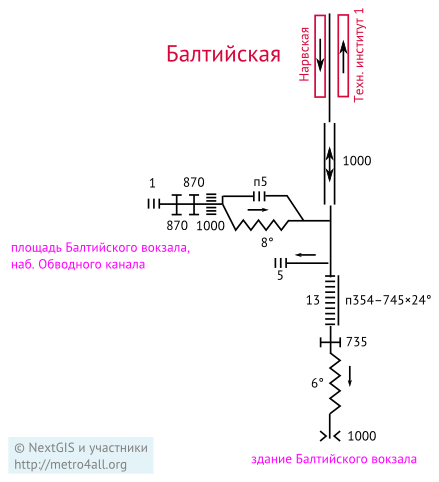 Балтийская
Нарвская
Техн. институт 1
1000
1
870
п5
870
1000
8°
площадь Балтийского вокзала,
наб. Обводного канала
5
13
п354–745×24°
735
6°
1000
здание Балтийского вокзала
© NextGIS и участники
http://metro4all.org